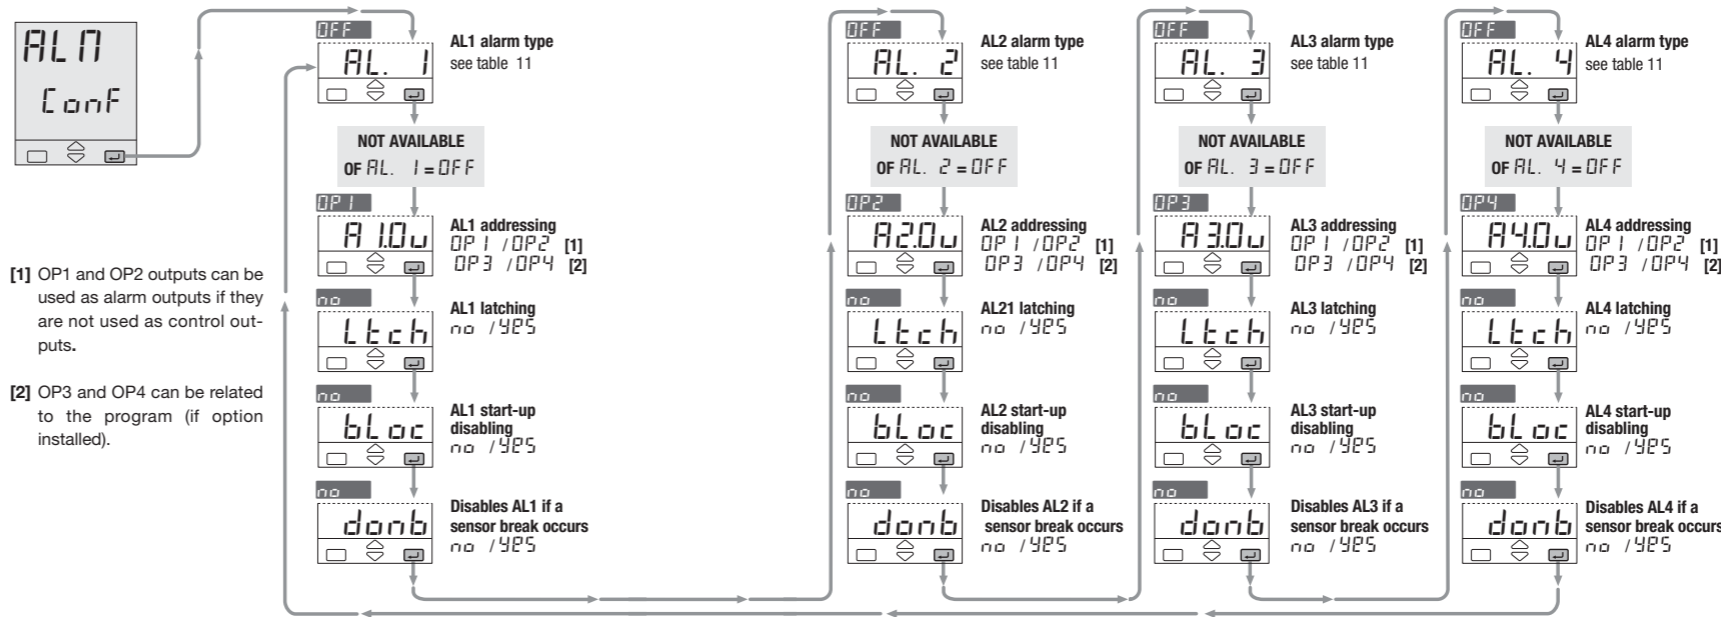 ALM
ConF
[1] OP1 and OP2 outputs can be
used as alarm outputs if they
are not used as control out-
puts.
[2] OP3 and OP4 can be related
to the program (if option
installed).
OFF
AL. 1
AL1 alarm type
see table 11
NOT AVAILABLE
OF AL. 1 = OFF
OP1
A1.Ou
AL1 addressing
OP1 / OP2 [1]
OP3 / OP4 [2]
no
Ltch
AL1 latching
no / YES
no
bLoc
AL1 start-up
disabling
no / YES
no
donb
Disables AL1 if a
sensor break occurs
no / YES
OFF
AL. 2
AL2 alarm type
see table 11
NOT AVAILABLE
OF AL. 2 = OFF
OP2
A2.Ou
AL2 addressing
OP1 / OP2 [1]
OP3 / OP4 [2]
no
Ltch
AL21 latching
no / YES
no
bLoc
AL2 start-up
disabling
no / YES
no
donb
Disables AL2 if a
sensor break occurs
no / YES
OFF
AL. 3
AL3 alarm type
see table 11
NOT AVAILABLE
OF AL. 3 = OFF
OP3
A3.Ou
AL3 addressing
OP1 / OP2 [1]
OP3 / OP4 [2]
no
Ltch
AL3 latching
no / YES
no
bLoc
AL3 start-up
disabling
no / YES
no
donb
Disables AL3 if a
sensor break occurs
no / YES
OFF
AL. 4
AL4 alarm type
see table 11
NOT AVAILABLE
OF AL. 4 = OFF
OP4
A4.Ou
AL4 addressing
OP1 / OP2 [1]
OP3 / OP4 [2]
no
Ltch
AL4 latching
no / YES
no
bLoc
AL4 start-up
disabling
no / YES
no
donb
Disables AL4 if a
sensor break occurs
no / YES